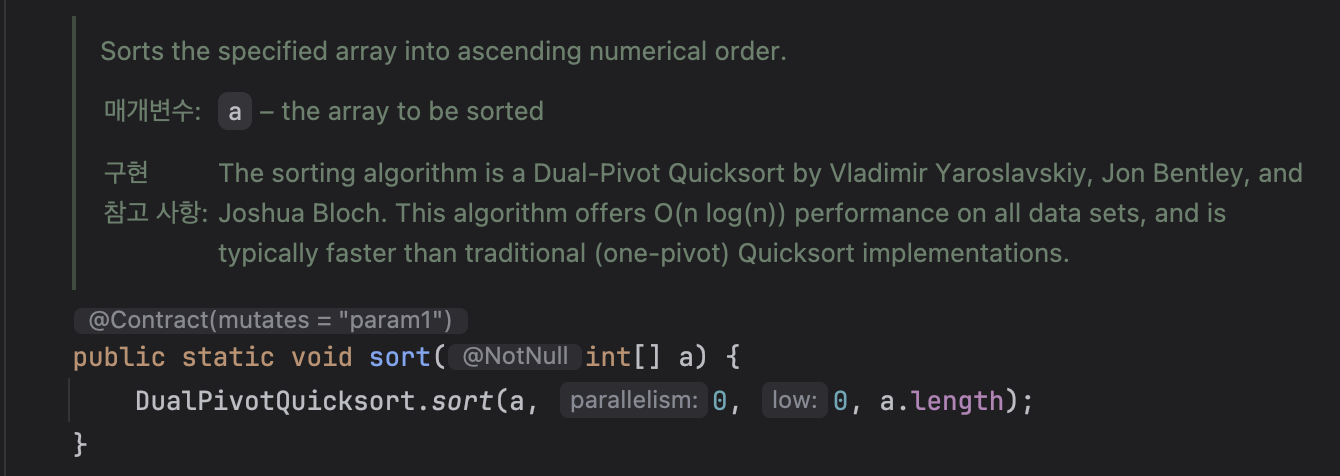 Sorts the specified array into ascending numerical order.
매개변수: a – the array to be sorted
구현 The sorting algorithm is a Dual-Pivot Quicksort by Vladimir Yaroslavskiy, Jon Bentley, and
참고 사항: Joshua Bloch. This algorithm offers O(n log(n)) performance on all data sets, and is
typically faster than traditional (one-pivot) Quicksort implementations.
@Contract(mutates = "param1")
public static void sort( @NotNull int[] a) {
DualPivotQuicksort.sort(a, parallelism: 0, low: 0, a.length);
}